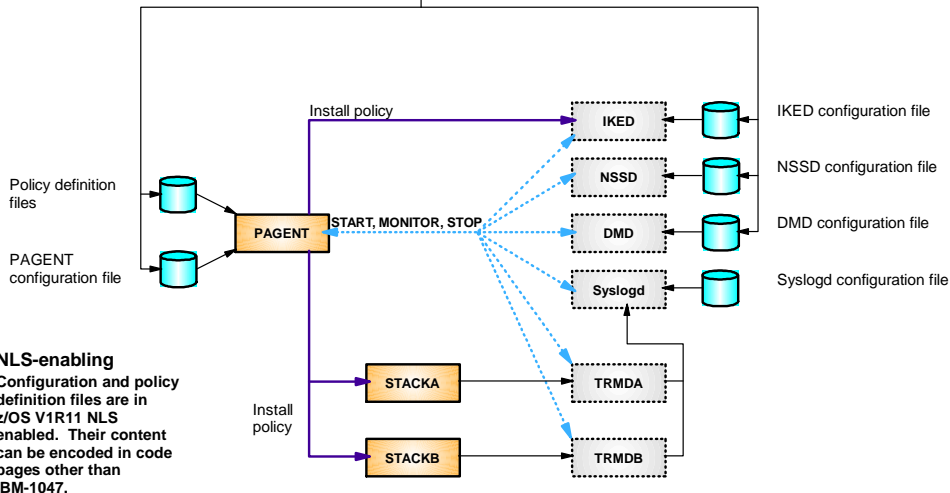 Install policy
IKED
IKED configuration file
NSSD
NSSD configuration file
Policy definition
files
PAGENT
START, MONITOR, STOP
DMD
DMD configuration file
PAGENT
configuration file
Syslogd
Syslogd configuration file
NLS-enabling
Configuration and policy
definition files are in
z/OS V1R11 NLS
enabled. Their content
can be encoded in code
pages other than
IBM-1047.
STACKA
TRMDA
Install
policy
STACKB
TRMDB